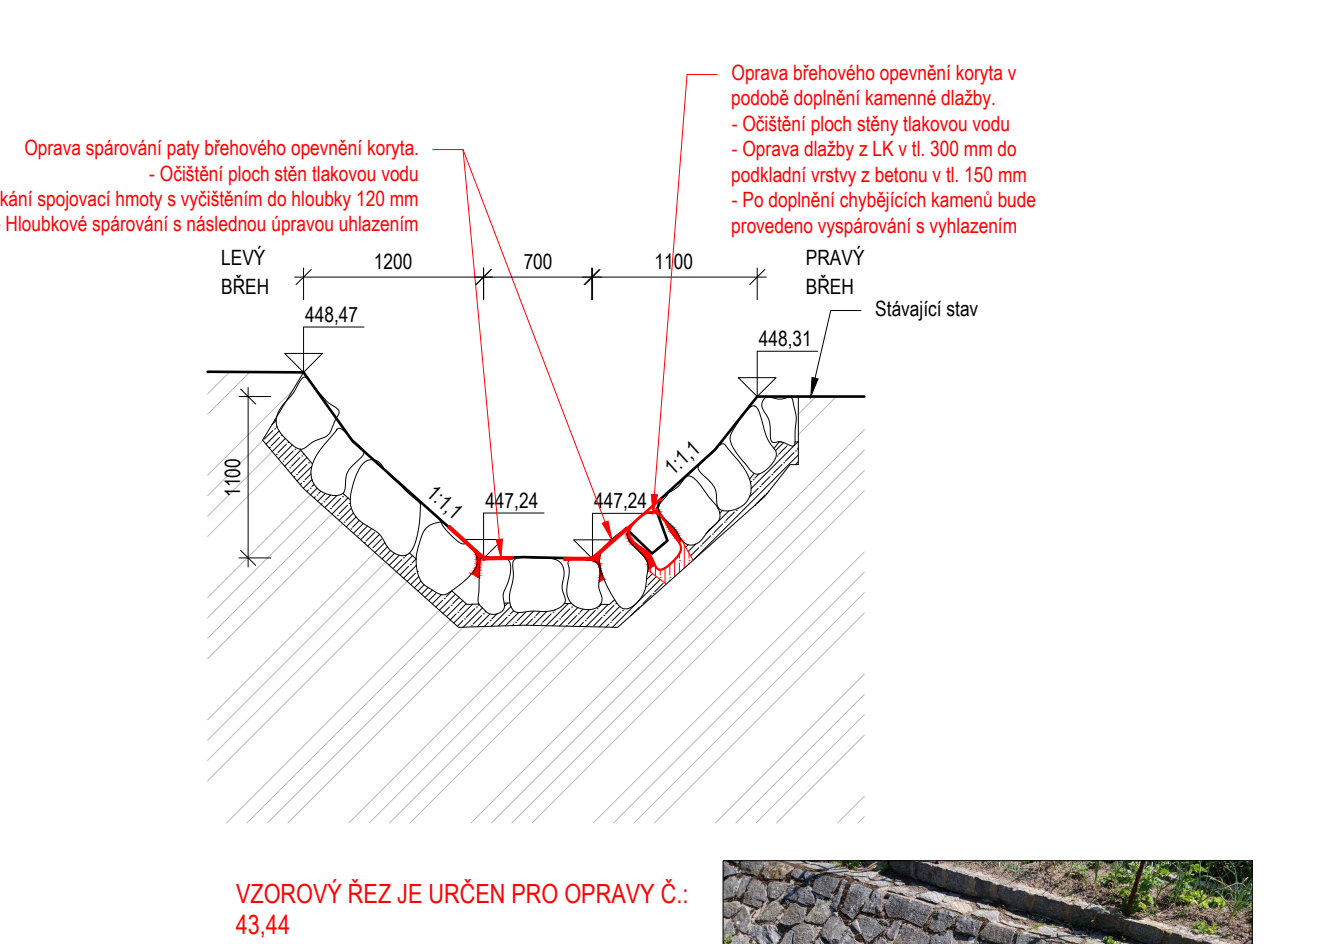 Oprava břehového opevnění koryta v
podobě doplnění kamenné dlažby.
- Očištění ploch stěny tlakovou vodu
- Oprava dlažby z LK v tl. 300 mm do
podkladní vrstvy z betonu v tl. 150 mm
- Po doplnění chybějících kamenů bude
provedeno vyspárování s vyhlazením
Oprava spárování paty břehového opevnění koryta.
- Očištění ploch stěn tlakovou vodu
spojovací hmoty s vyčištěním do hloubky 120 mm
- Hloubkové spárování s následnou úpravou uhlazením
LEVÝ
BŘEH
1200
700
1100
PRAVÝ
BŘEH
Stávající stav
448,47
448,31
1100
1:1,1
447,24
447,24
1:1,1
VZOROVÝ ŘEZ JE URČEN PRO OPRAVY Č.:
43,44